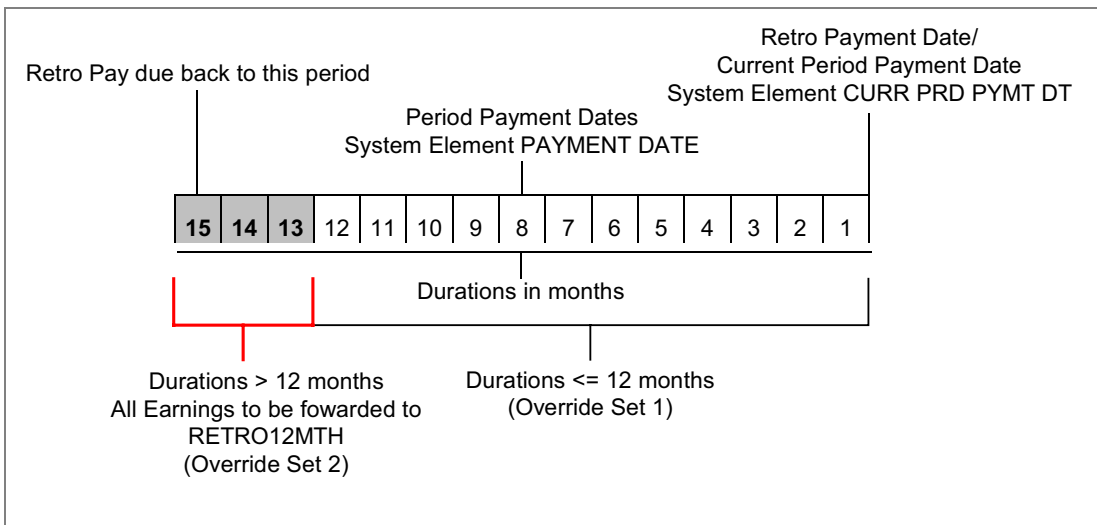 Retro Payment Date/
Current Period Payment Date
System Element CURR PRD PYMT DT
Retro Pay due back to this period
Period Payment Dates
System Element PAYMENT DATE
15 14 13 12 11 10 9 8 7 6 5 4 3 2 1
Durations in months
Durations > 12 months
All Earnings to be fowarded to
RETRO12MTH
(Override Set 2)
Durations <= 12 months
(Override Set 1)